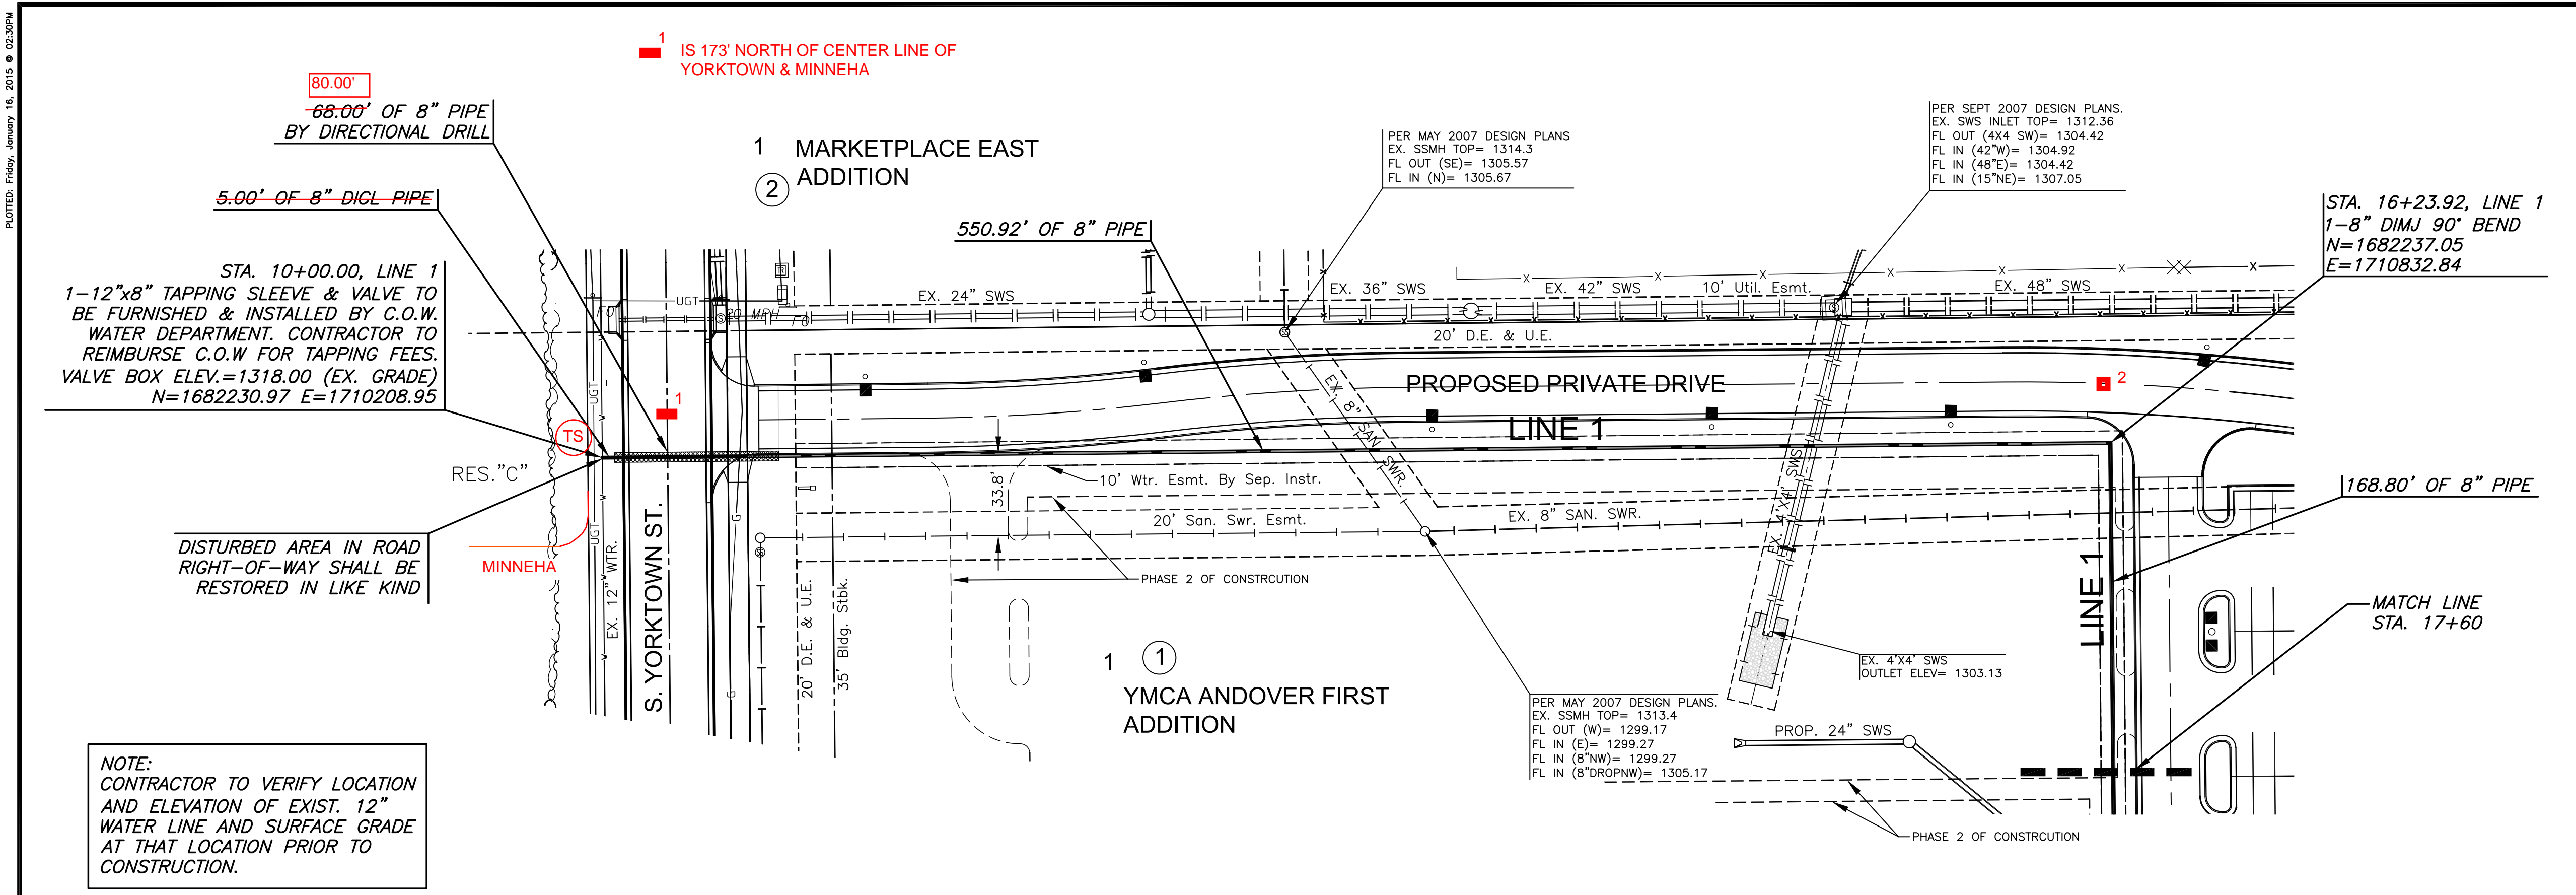 PLOTTED: Friday, January 16, 2015 @ 02:30PM
1
IS 173' NORTH OF CENTER LINE OF
YORKTOWN & MINNEHA
80.00'
68.00' OF 8" PIPE
BY DIRECTIONAL DRILL
5.00' OF 8" DICL PIPE
STA. 10+00.00, LINE 1
1-12"x8" TAPPING SLEEVE & VALVE TO
BE FURNISHED & INSTALLED BY C.O.W.
WATER DEPARTMENT. CONTRACTOR TO
REIMBURSE C.O.W FOR TAPPING FEES.
VALVE BOX ELEV.=1318.00 (EX. GRADE)
N=1682230.97 E=1710208.95
1 MARKETPLACE EAST
2 ADDITION
550.92' OF 8" PIPE
PER MAY 2007 DESIGN PLANS
EX. SSMH TOP= 1314.3
FL OUT (SE)= 1305.57
FL IN (N)= 1305.67
PER SEPT 2007 DESIGN PLANS.
EX. SWS INLET TOP= 1312.36
FL OUT (4X4 SW)= 1304.42
FL IN (42"W)= 1304.92
FL IN (48"E)= 1304.42
FL IN (15"NE)= 1307.05
STA. 16+23.92, LINE 1
1-8" DIMJ 90° BEND
N=1682237.05
E=1710832.84
UGT
FO
20 MPH
FO
EX. 24" SWS
EX. 36" SWS
EX. 42" SWS
10' Util. Esmt.
EX. 48" SWS
20' D.E. & U.E.
PROPOSED PRIVATE DRIVE
LINE 1
1
2
TS
RES."C"
EX. 8" SAN SWR.
EX. 4'X4' SWS
33.8'
10' Wtr. Esmt. By Sep. Instr.
20' San. Swr Esmt.
EX. 8" SAN. SWR.
168.80' OF 8" PIPE
DISTURBED AREA IN ROAD
RIGHT-OF-WAY SHALL BE
RESTORED IN LIKE KIND
MINNEHA
UGT
UGT
W
W
W
W
EX. 12" WTR.
S. YORKTOWN ST.
G
G
20' D.E. & U.E.
35' Bldg. Stbk.
PHASE 2 OF CONSTRCUTION
1 1
YMCA ANDOVER FIRST
ADDITION
EX. 4'X4' SWS
OUTLET ELEV= 1303.13
LINE 1
MATCH LINE
STA. 17+60
PER MAY 2007 DESIGN PLANS.
EX. SSMH TOP= 1313.4
FL OUT (W)= 1299.17
FL IN (E)= 1299.27
FL IN (8"NW)= 1299.27
FL IN (8"DROPNW)= 1305.17
PROP. 24" SWS
PHASE 2 OF CONSTRCUTION
NOTE:
CONTRACTOR TO VERIFY LOCATION
AND ELEVATION OF EXIST. 12"
WATER LINE AND SURFACE GRADE
AT THAT LOCATION PRIOR TO
CONSTRUCTION.